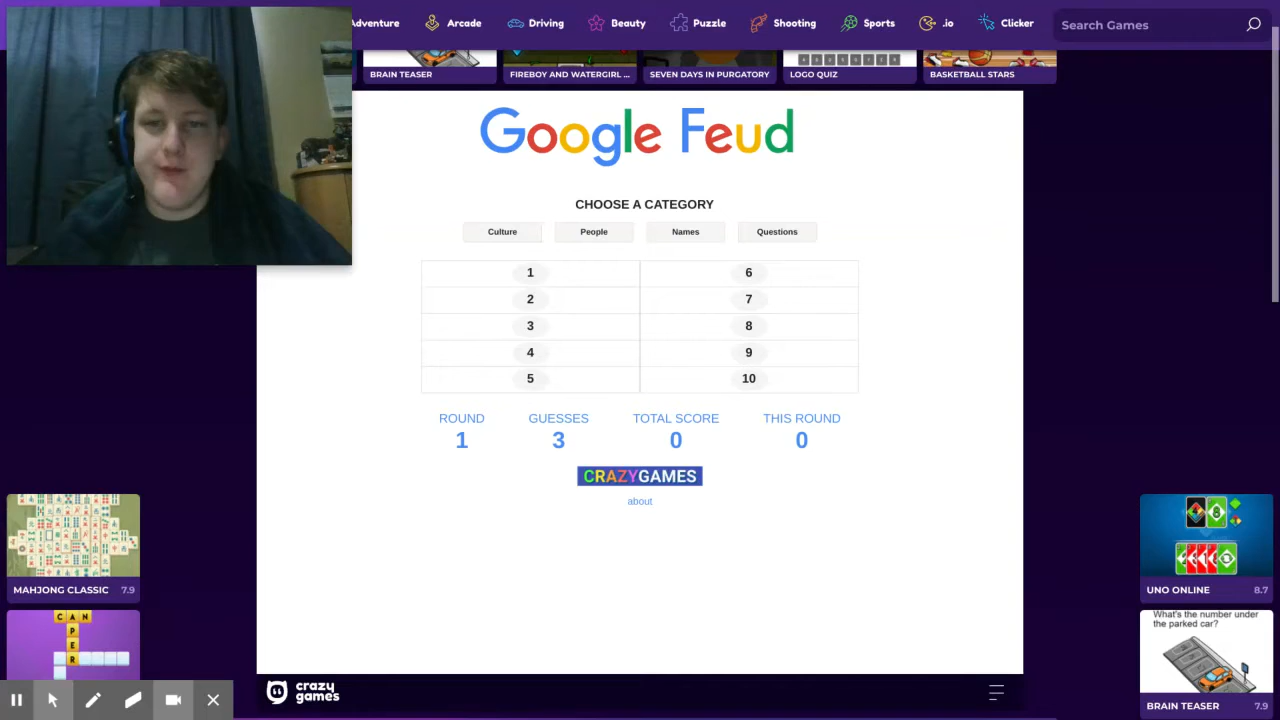 Adventure Arcade Driving Beauty Puzzle Shooting Sports .io Clicker Search Games
BRAIN TEASER FIREBOY AND WATERGIRL ... SEVEN DAYS IN PURGATORY LOGO QUIZ BASKETBALL STARS
Google Feud
CHOOSE A CATEGORY
Culture People Names Questions
1 6
2 7
3 8
4 9
5 10
ROUND GUESSES TOTAL SCORE THIS ROUND
1 3 0 0
CRAZYGAMES
about
MAHJONG CLASSIC 7.9
UNO ONLINE 8.7
CAN
P
E
R
What's the number under
the parked car?
BRAIN TEASER 7.9
crazy
games